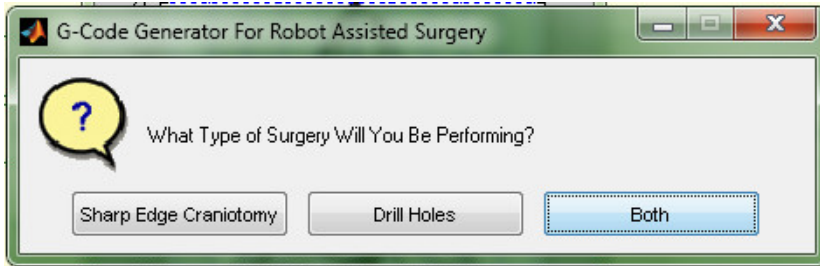 G-Code Generator For Robot Assisted Surgery
?
What Type of Surgery Will You Be Performing?
Sharp Edge Craniotomy Drill Holes Both